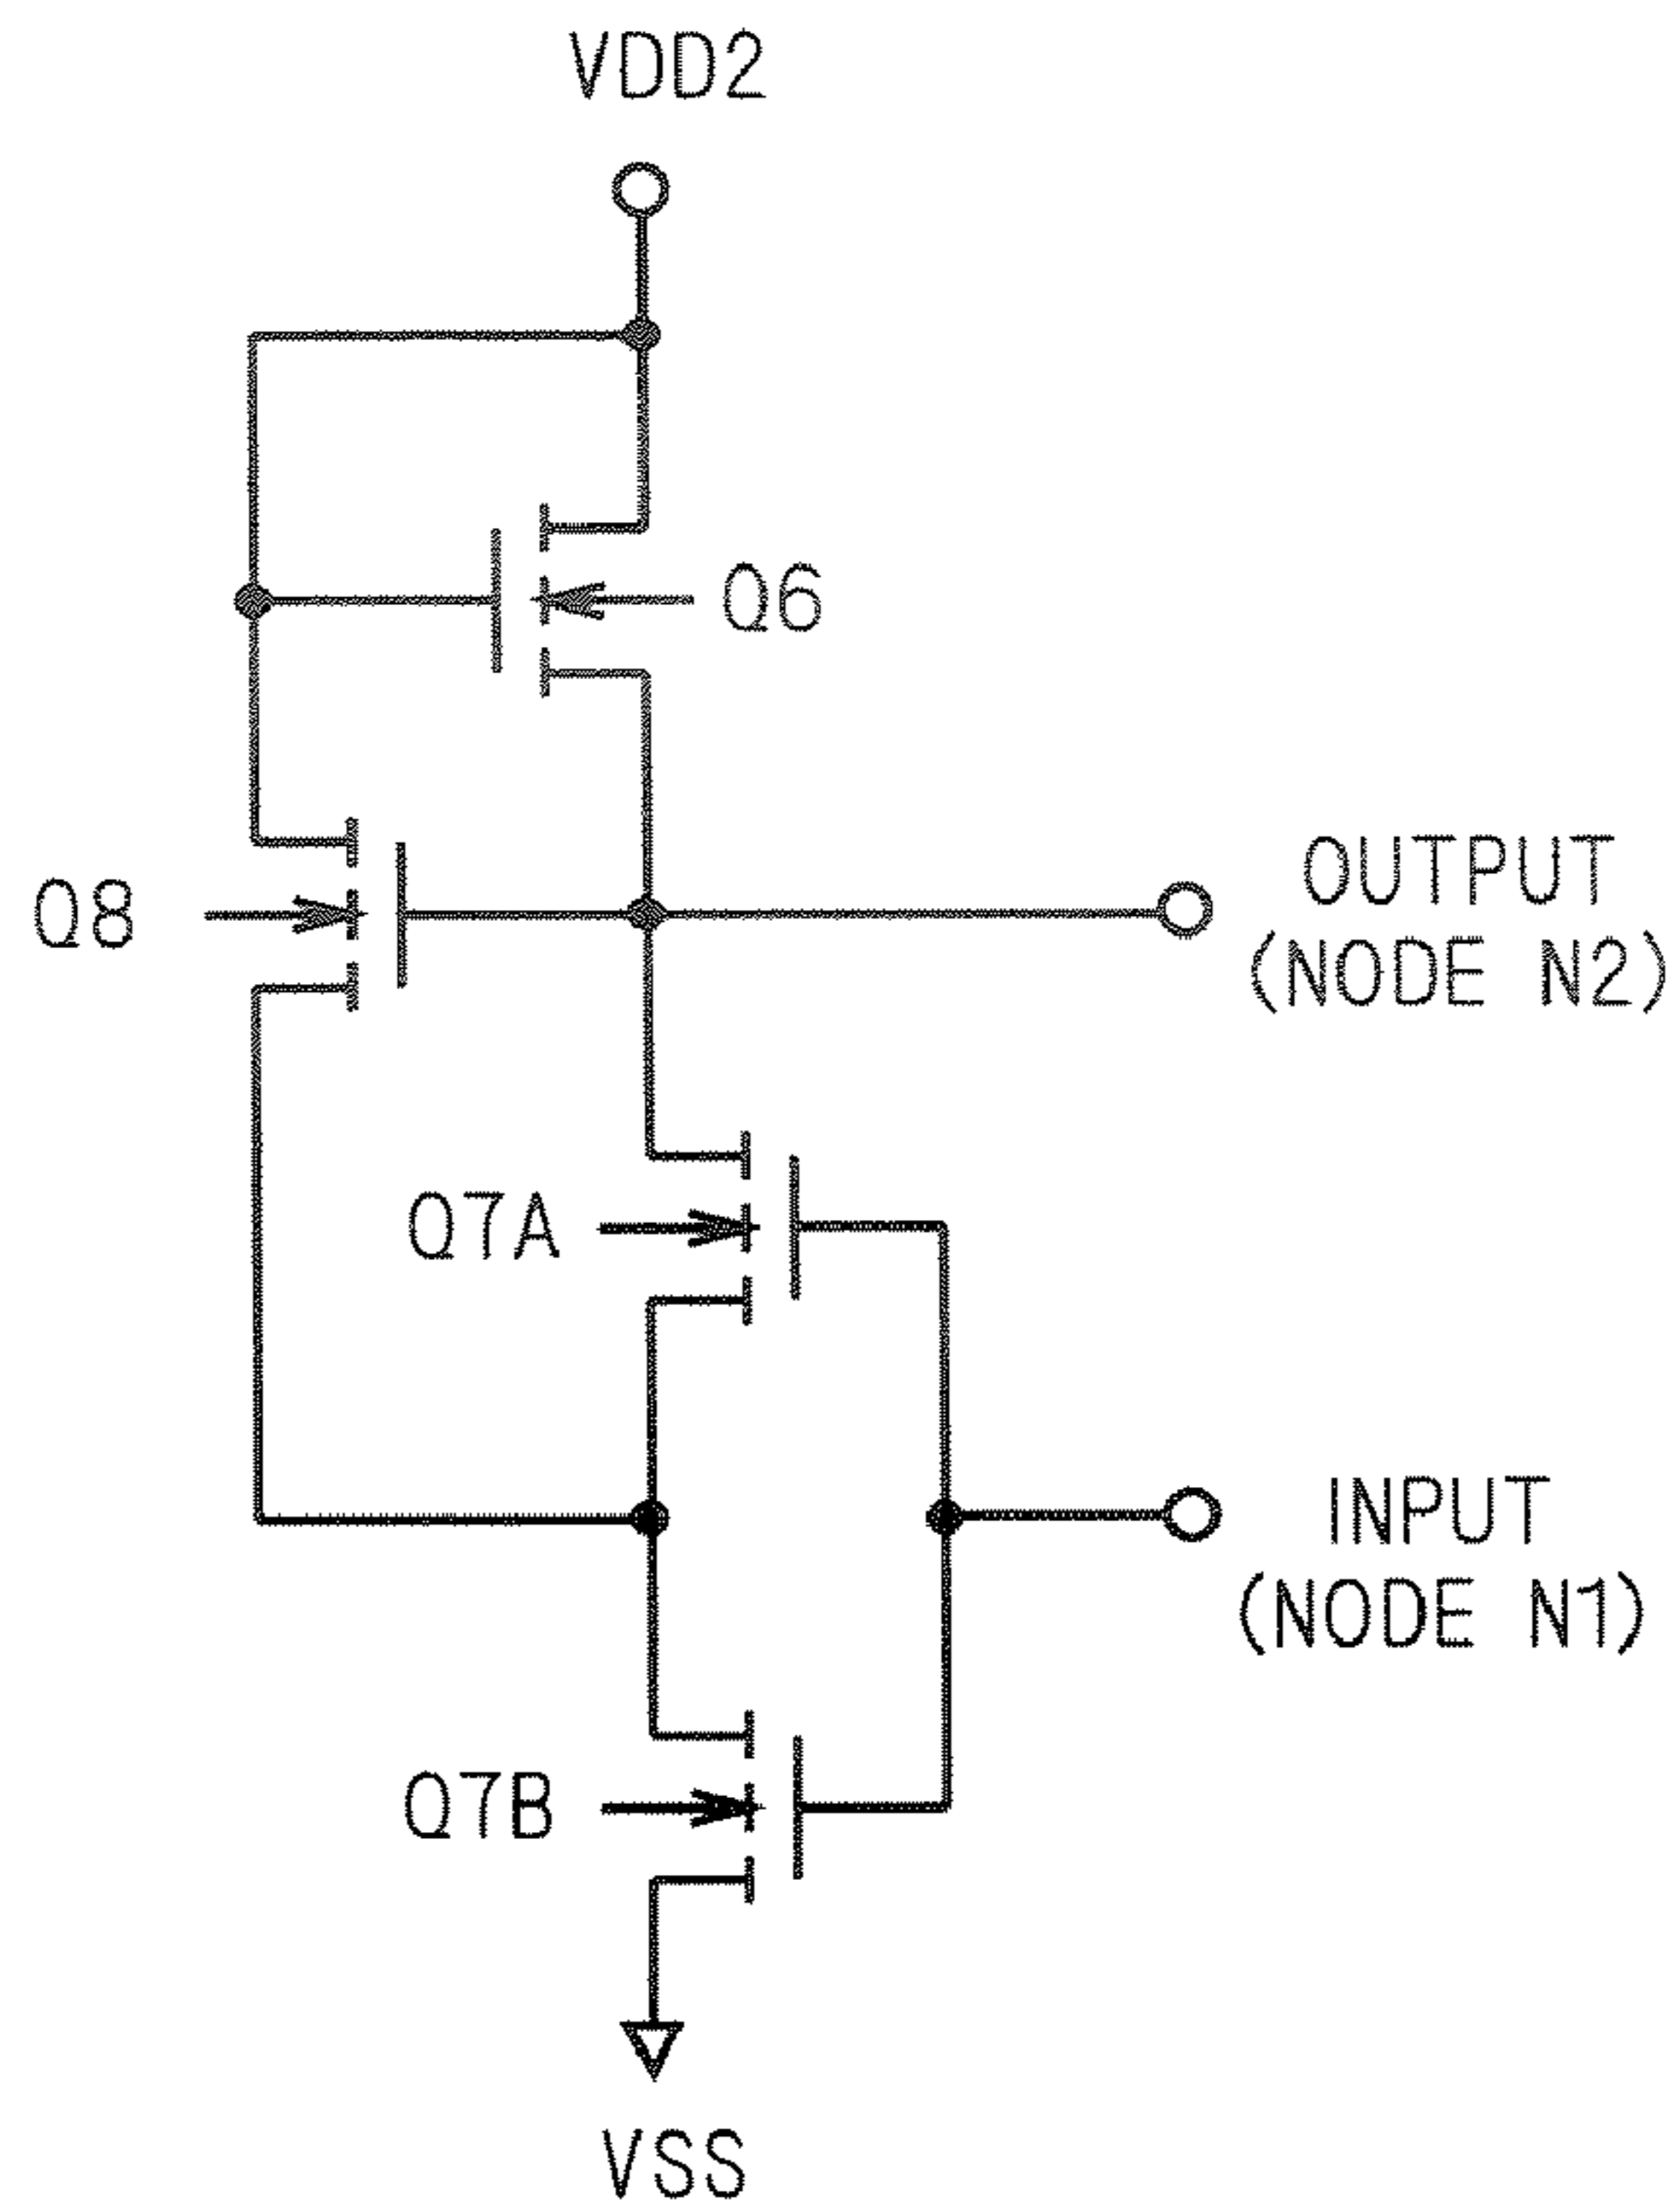 VDD2
Q6
Q8
OUTPUT
(NODE N2)
Q7A
INPUT
(NODE N1)
Q7B
VSS